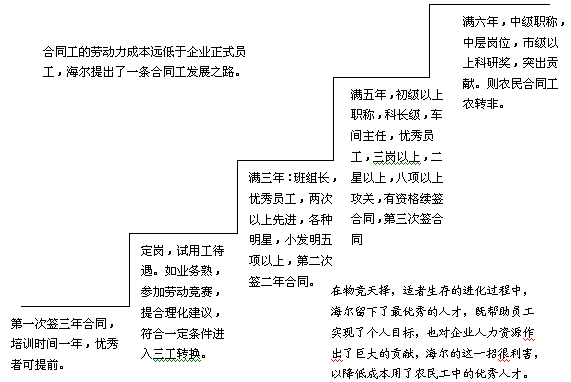 合同工的劳动力成本远低于企业正式员
工，海尔提出了一条合同工发展之路。
满六年，中级职称，
中层岗位，市级以
上科研奖，突出贡
献。则农民合同工
农转非。
满五年，初级以上
职称，科长级，车
间主任，优秀员
工，三岗以上，二
星以上，八项以上
攻关，有资格续签
合同，第三次签合
同
满三年：班组长，
优秀员工，两次
以上先进，各种
明星，小发明五
项以上，第二次
签二年合同。
定岗，试用工待
遇。如业务熟，
参加劳动竞赛，
提合理化建议，
符合一定条件进
入三工转换。
第一次签三年合同，
培训时间一年，优秀
者可提前。
在物竞天择，适者生存的进化过程中，
海尔留下了最优秀的人才，既帮助员工
实现了个人目标，也对企业人力资源作
出了巨大的贡献，海尔的这一招很利害，
以降低成本用了农民工中的优秀人才。